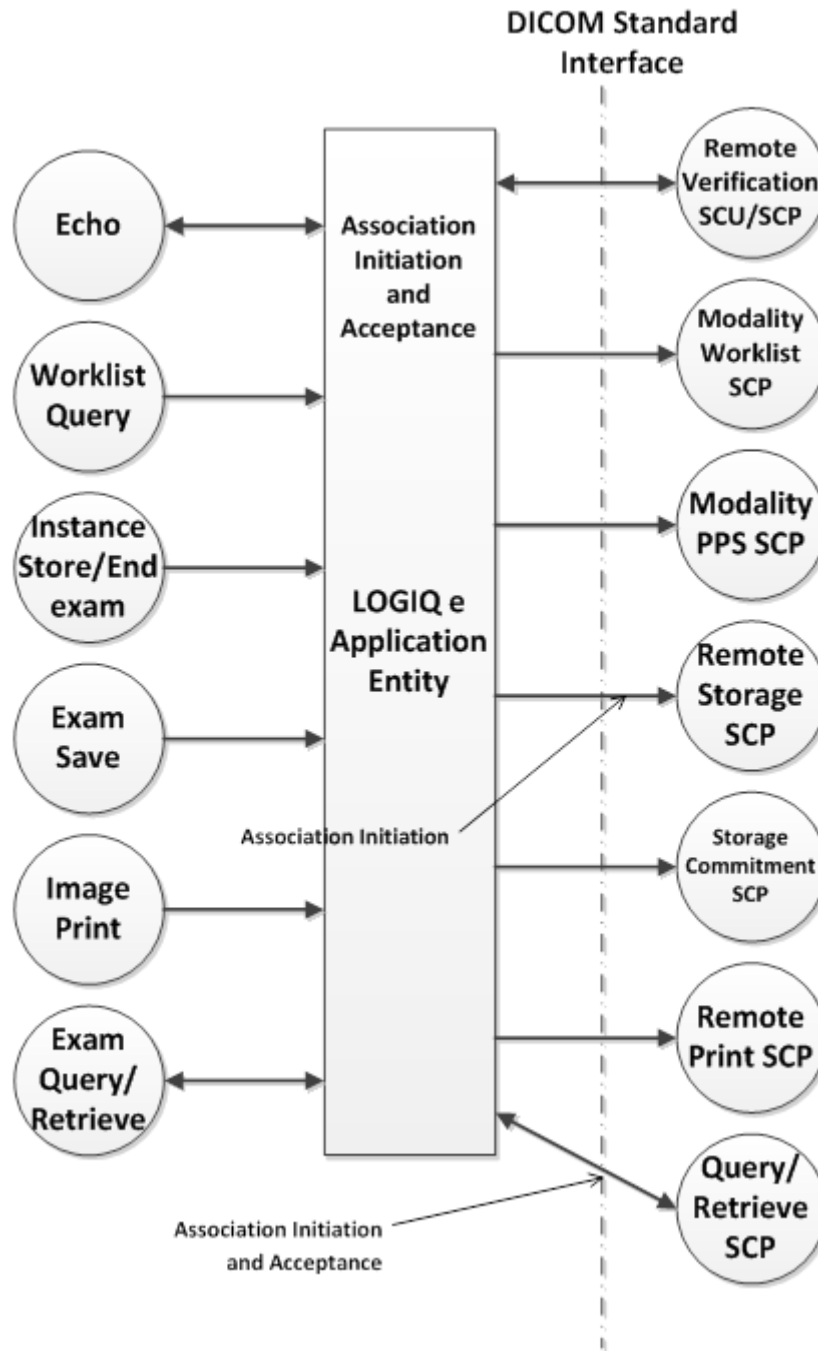 DICOM Standard
Interface
Echo
Worklist
Query
Instance
Store/End
exam
Exam
Save
Image
Print
Exam
Query/
Retrieve
Association
Initiation
and
Acceptance
LOGIQ e
Application
Entity
Association Initiation
Association Initiation
and Acceptance
Remote
Verification
SCU/SCP
Modality
Worklist
SCP
Modality
PPS SCP
Remote
Storage
SCP
Storage
Commitment
SCP
Remote
Print SCP
Query/
Retrieve
SCP